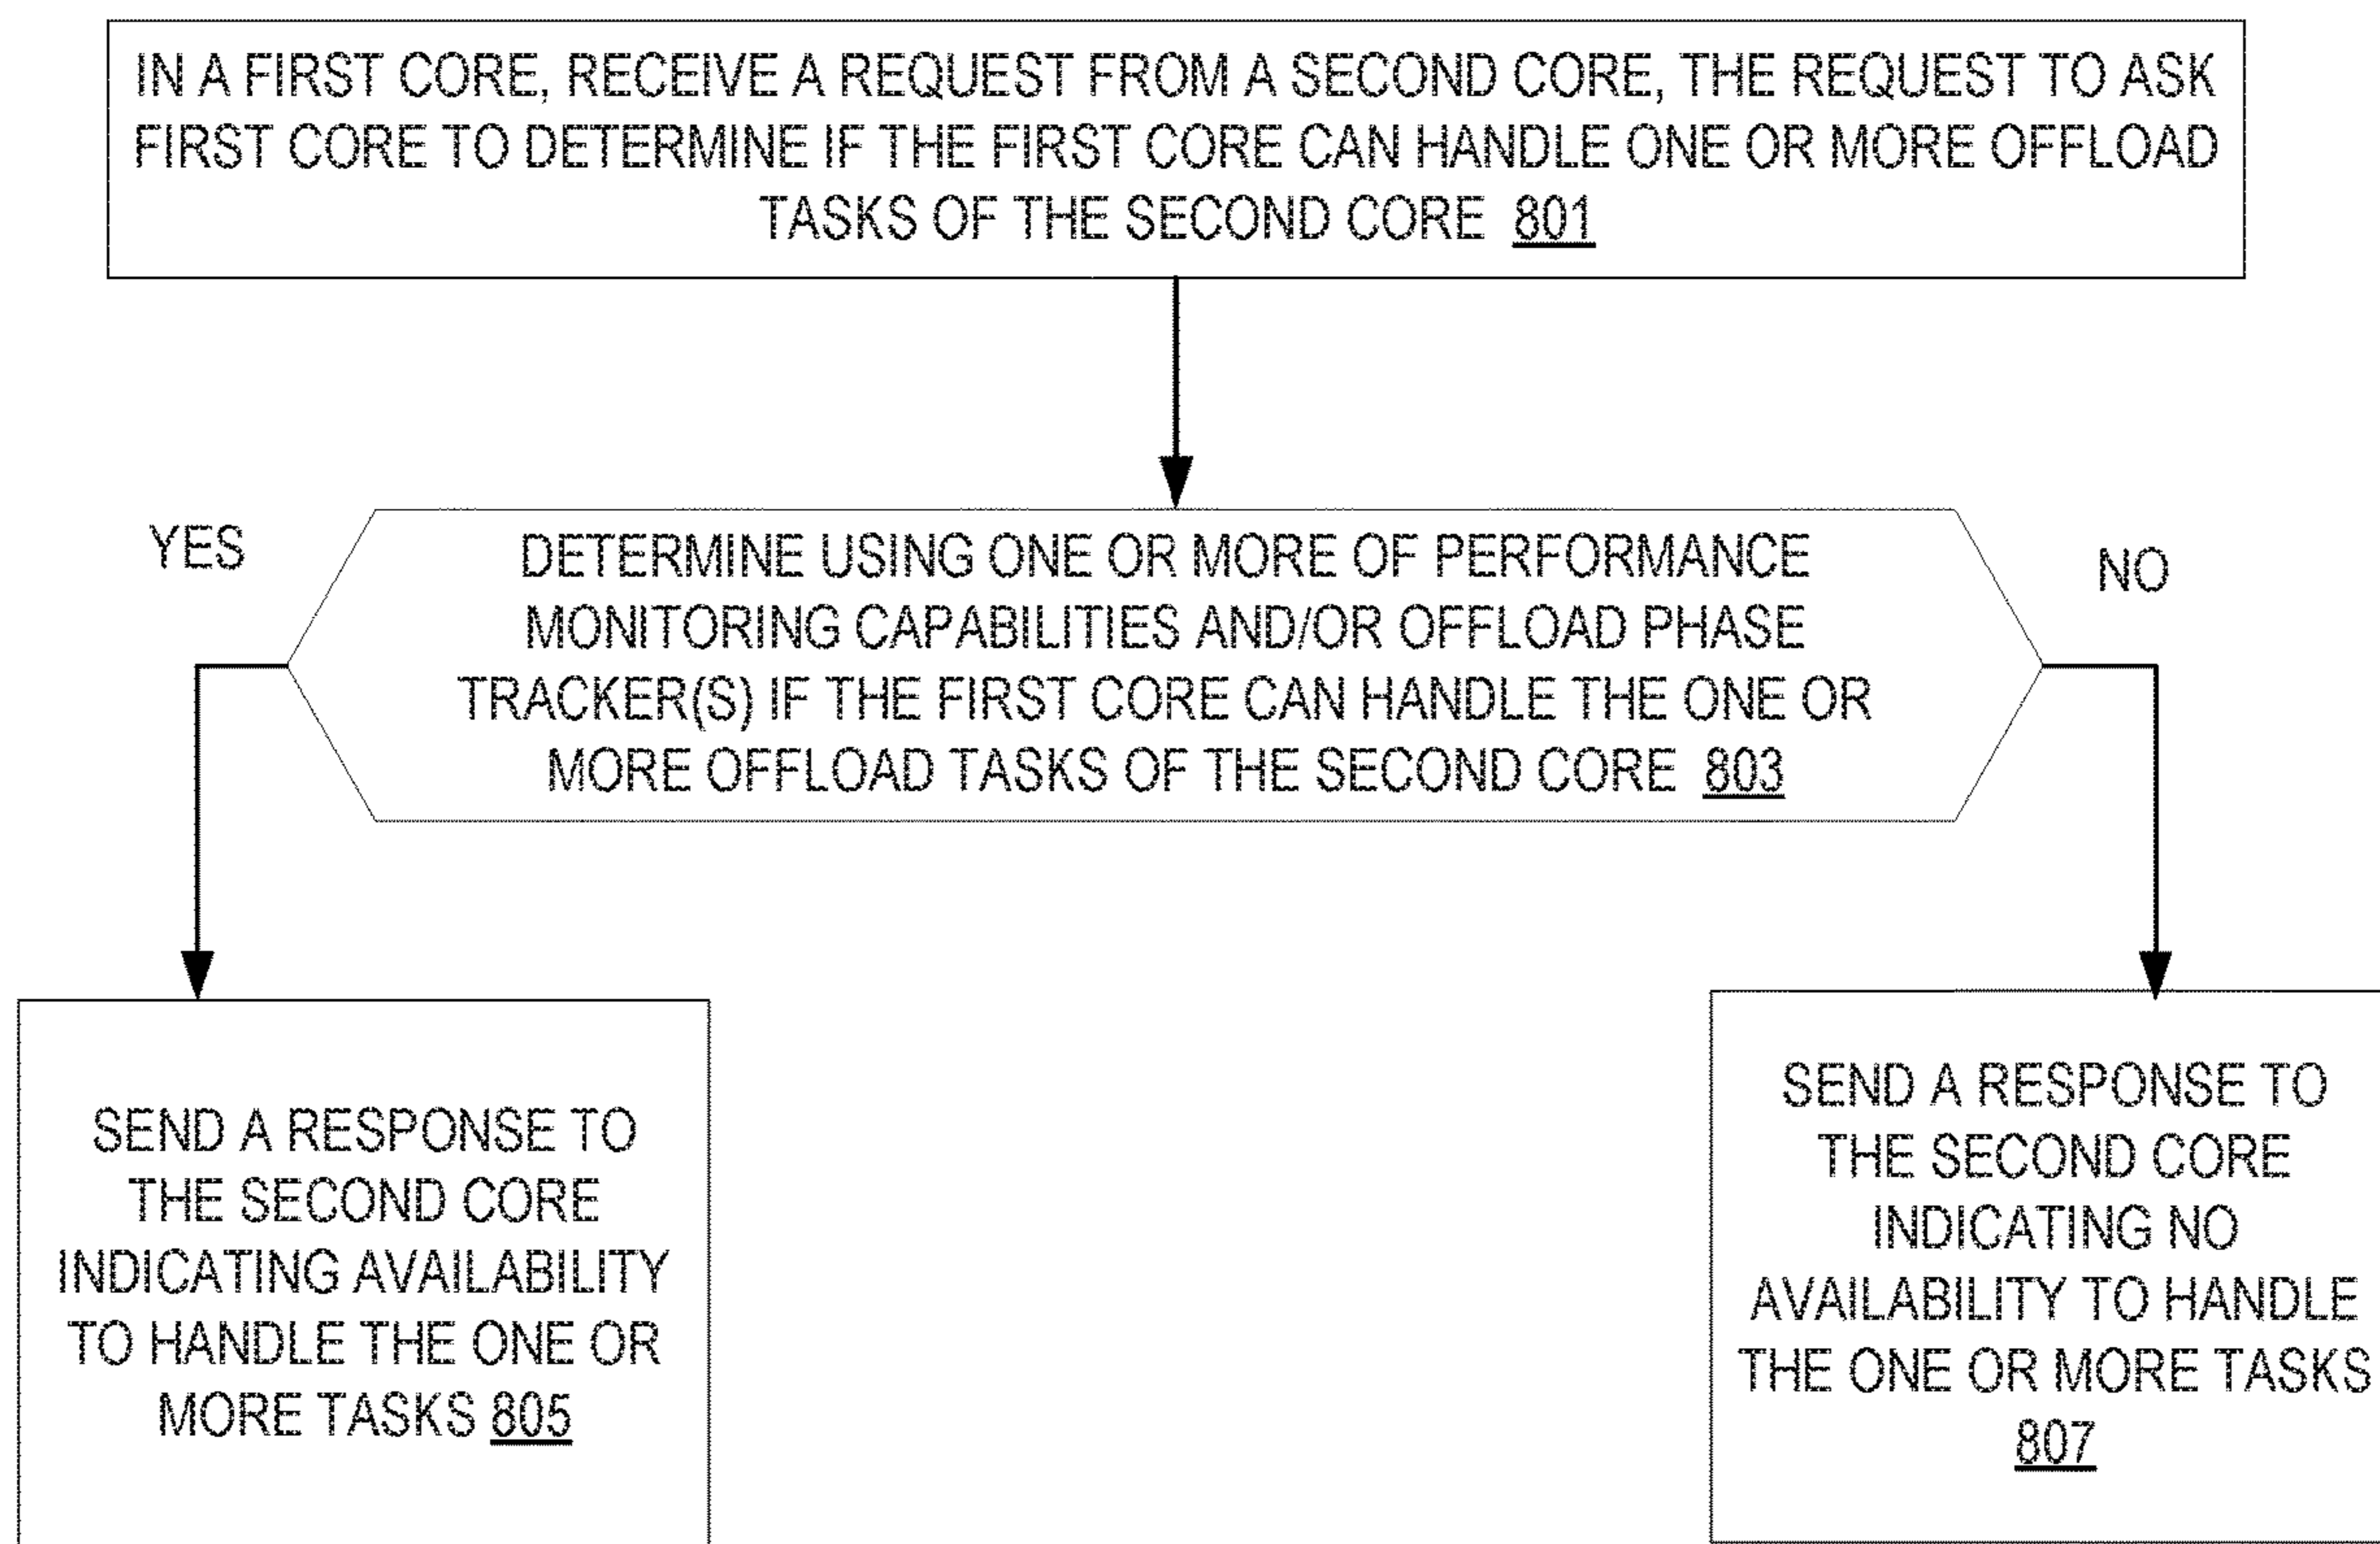 IN A FIRST CORE, RECEIVE A REQUEST FROM A SECOND CORE, THE REQUEST TO ASK
FIRST CORE TO DETERMINE IF THE FIRST CORE CAN HANDLE ONE OR MORE OFFLOAD
TASKS OF THE SECOND CORE 801
YES
DETERMINE USING ONE OR MORE OF PERFORMANCE
MONITORING CAPABILITIES AND/OR OFFLOAD PHASE
TRACKER(S) IF THE FIRST CORE CAN HANDLE THE ONE OR
MORE OFFLOAD TASKS OF THE SECOND CORE 803
NO
SEND A RESPONSE TO
THE SECOND CORE
INDICATING AVAILABILITY
TO HANDLE THE ONE OR
MORE TASKS 805
SEND A RESPONSE TO
THE SECOND CORE
INDICATING NO
AVAILABILITY TO HANDLE
THE ONE OR MORE TASKS
807